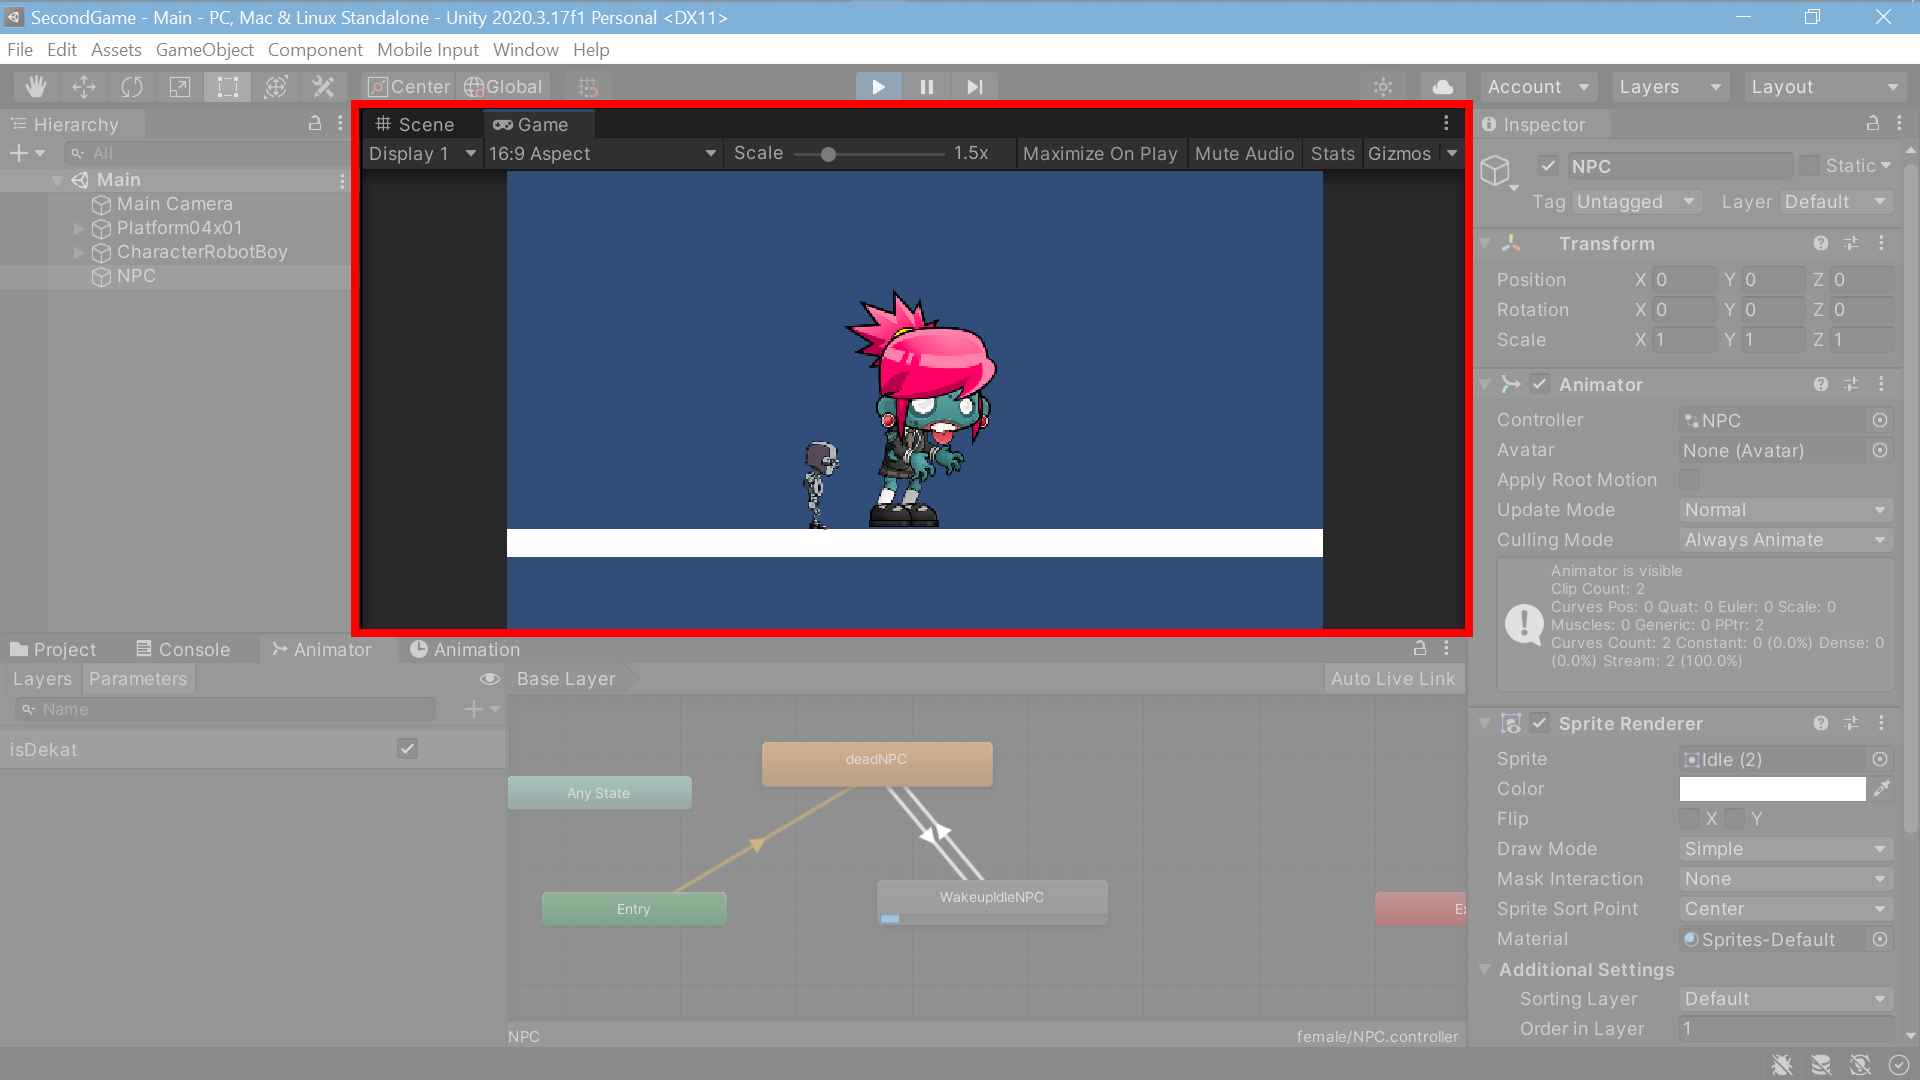 SecondGame - Main - PC, Mac & Linux Standalone - Unity 2020.3.17f1 Personal <DX11>
File Edit Assets GameObject Component Mobile Input Window Help
Center Global
Account Layers Layout
Hierarchy
All
Main
Main Camera
Platform04x01
CharacterRobotBoy
NPC
Scene Game
Display 1 16:9 Aspect Scale 1.5x Maximize On Play Mute Audio Stats Gizmos
Inspector
NPC Static
Tag Untagged Layer Default
Transform
Position X 0 Y 0 Z 0
Rotation X 0 Y 0 Z 0
Scale X 1 Y 1 Z 1
Animator
Controller NPC
Avatar None (Avatar)
Apply Root Motion
Update Mode Normal
Culling Mode Always Animate
Animator is visible
Clip Count: 2
Curves Pos: 0 Quat: 0 Euler: 0 Scale: 0
Muscles: 0 Generic: 0 PPtr: 2
Curves Count: 2 Constant: 0 (0.0%) Dense: 0
(0.0%) Stream: 2 (100.0%)
Sprite Renderer
Sprite Idle (2)
Color
Flip X Y
Draw Mode Simple
Mask Interaction None
Sprite Sort Point Center
Material Sprites-Default
Additional Settings
Sorting Layer Default
Order in Layer 1
Project Console Animator Animation
Layers Parameters Base Layer Auto Live Link
Name
isDekat
deadNPC
Any State
WakeupIdleNPC
Entry
Ex
NPC female/NPC.controller